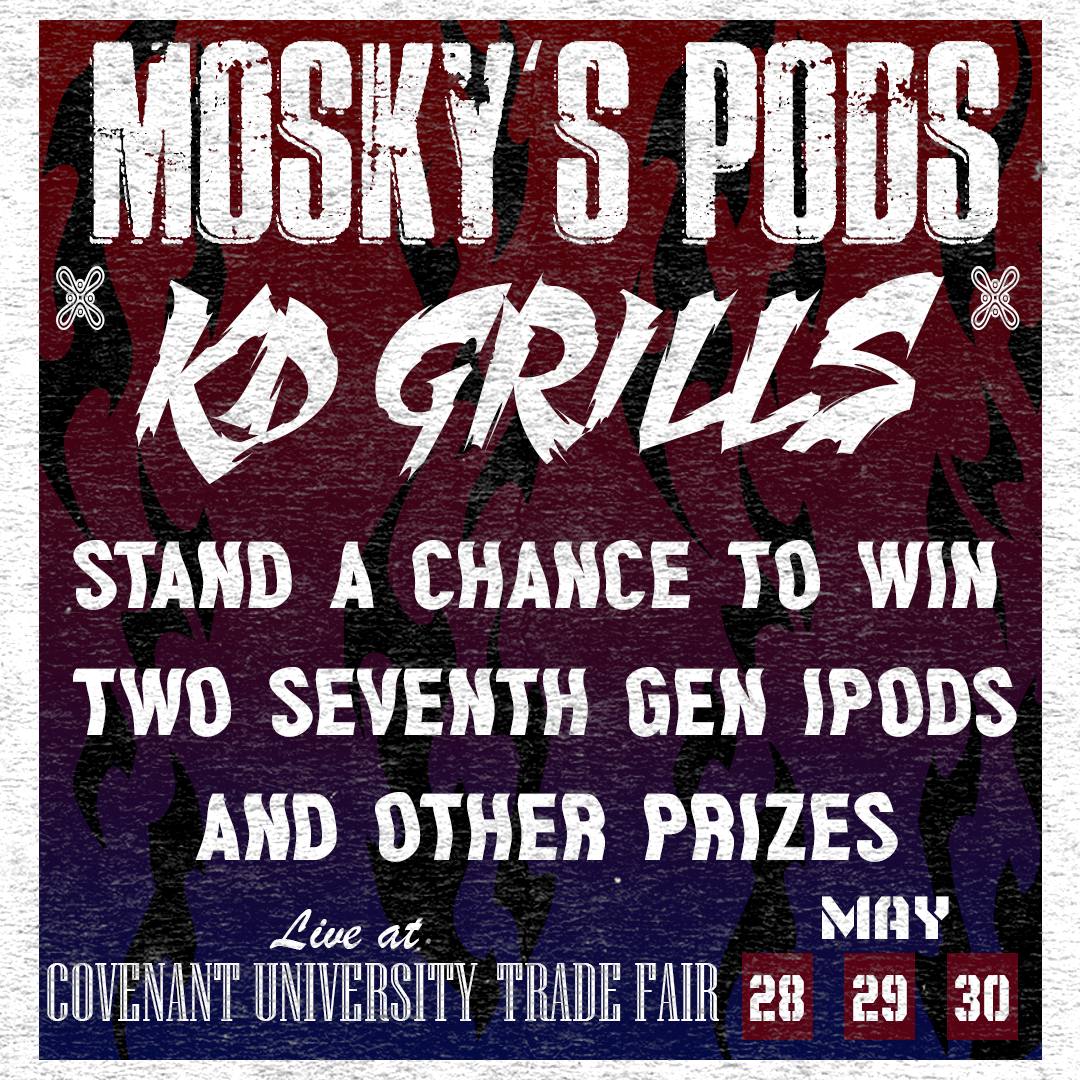 MOSKY'S PODS
KD GRILLS
STAND A CHANCE TO WIN
TWO SEVENTH GEN IPODS
AND OTHER PRIZES
MAY
Live at
COVENANT UNIVERSITY TRADE FAIR 28 29 30